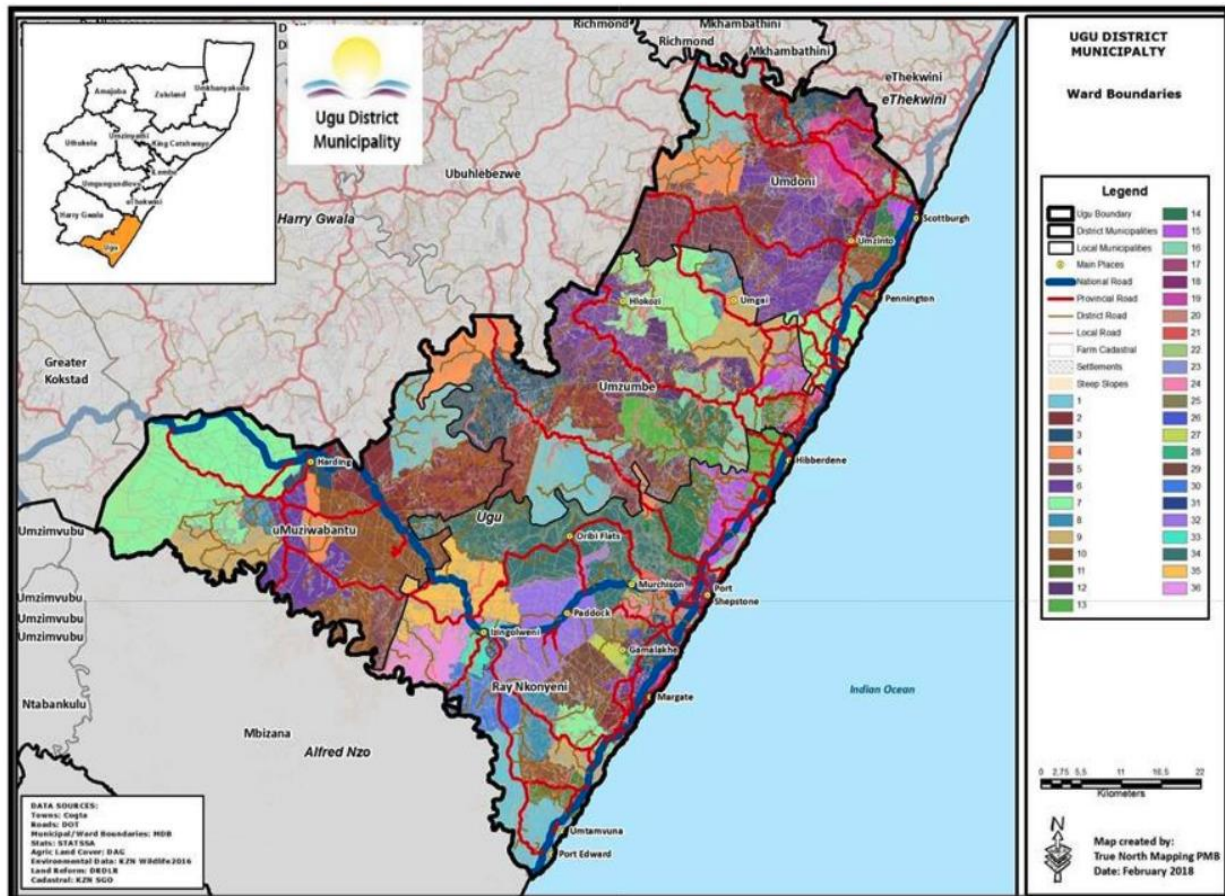 UGU DISTRICT
MUNICIPALTY
Ward Boundaries
Amajuba
Zululand
Umkhanyakude
Uthukela
Umzinyathi
King Cetshwayo
iLembe
Umgungundlovu
eThekwini
Harry Gwala
Ugu
Ugu District
Municipality
Richmond
Mkhambathini
Richmond
Mkhambathini
eThekwini
eThekwini
Ubuhlebezwe
Harry Gwala
Umdoni
Scottburgh
Umzinto
Pennington
Hlokozi
Umgai
Greater
Kokstad
Umzumbe
Harding
Hibberdene
Ugu
uMuziwabantu
Oribi Flats
Umzimvubu
Murchison
Port
Shepstone
Umzimvubu
Umzimvubu
Umzimvubu
Paddock
Izingolweni
Gamalakhe
Ray Nkonyeni
Margate
Indian Ocean
Ntabankulu
Mbizana
Alfred Nzo
Umtamvuna
Port Edward
DATA SOURCES:
Towns: Cogta
Roads: DOT
Municipal/Ward Boundaries: MDB
Stats: STATSSA
Agric Land Cover: DAG
Environmental Data: KZN Wildlife2016
Land Reform: DRDLR
Cadastral: KZN SGO
Legend
Ugu Boundary
District Municipalities
Local Municipalities
Main Places
National Road
Provincial Road
District Road
Local Road
Farm Cadastral
Settlements
Steep Slopes
1
2
3
4
5
6
7
8
9
10
11
12
13
14
15
16
17
18
19
20
21
22
23
24
25
26
27
28
29
30
31
32
33
34
35
36
0 2,75 5,5 11 16,5 22
Kilometers
N
Map created by:
True North Mapping PMB
Date: February 2018